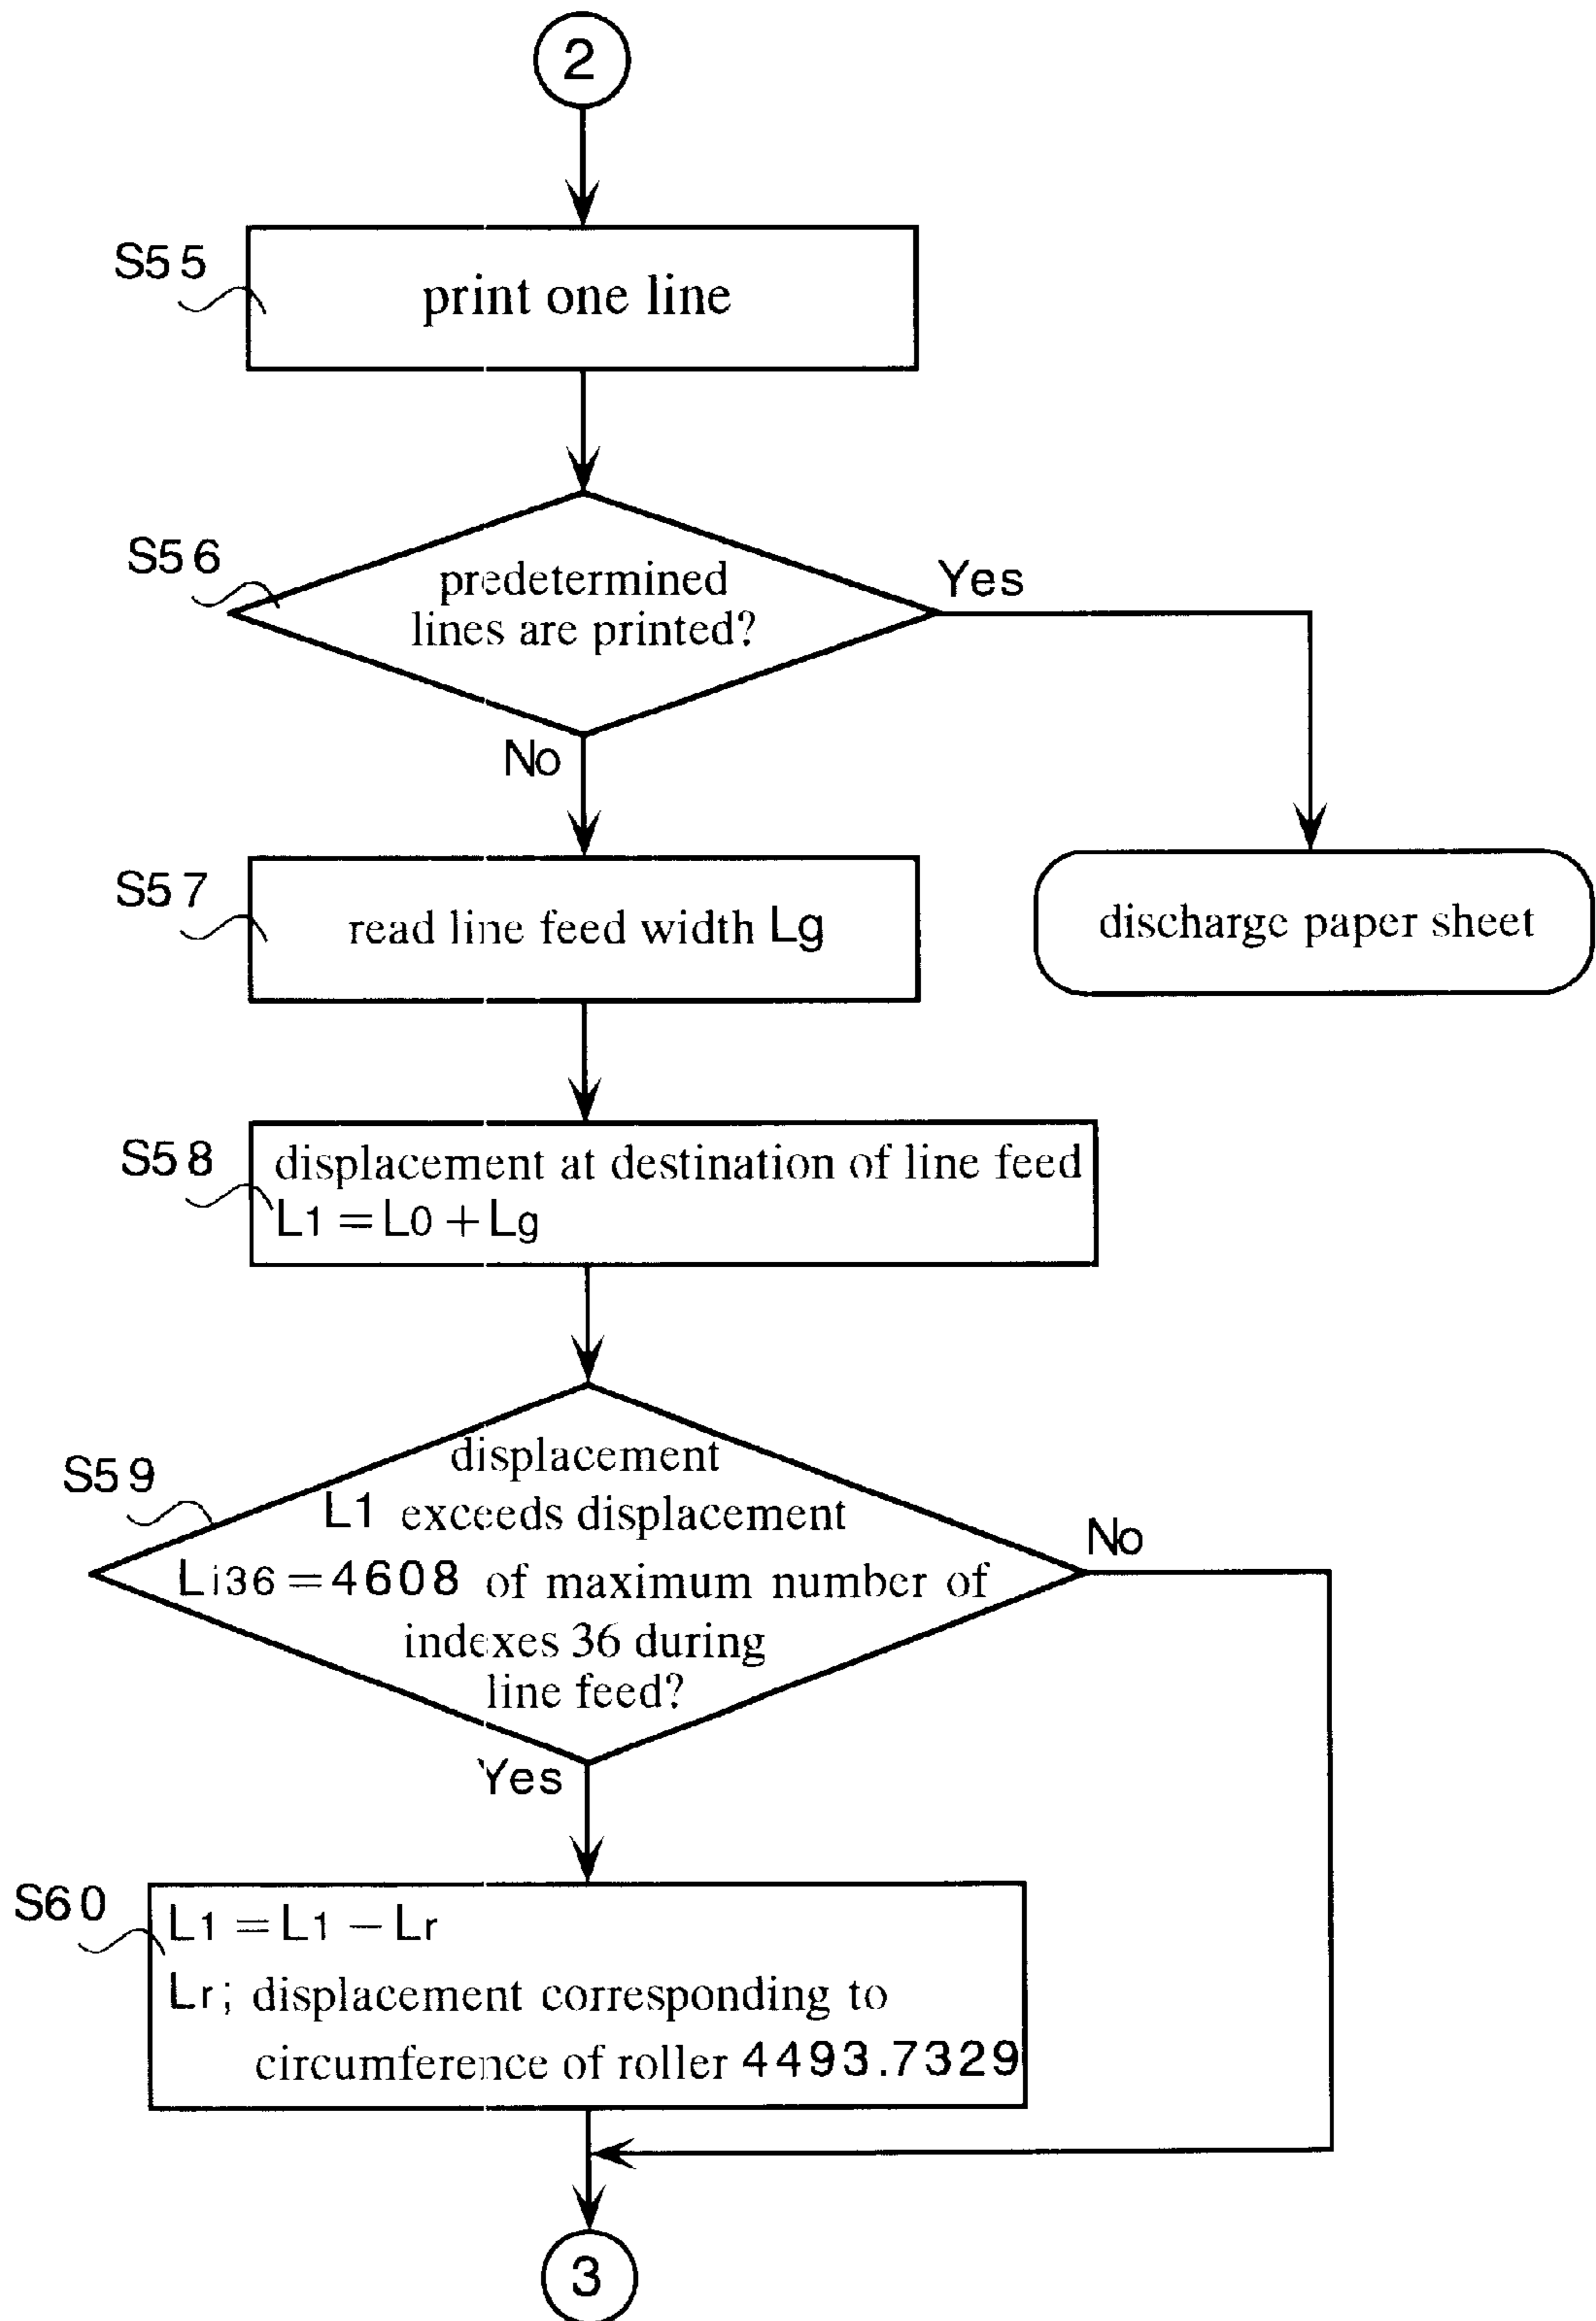 2
S55
print one line
S56
predetermined
lines are printed?
Yes
No
S57
read line feed width Lg
discharge paper sheet
S58
displacement at destination of line feed
L1 = L0 + Lg
S59
displacement
L1 exceeds displacement
Li36 = 4608 of maximum number of
indexes 36 during
line feed?
No
Yes
S60
L1 = L1 − Lr
Lr; displacement corresponding to
circumference of roller 4493.7329
3